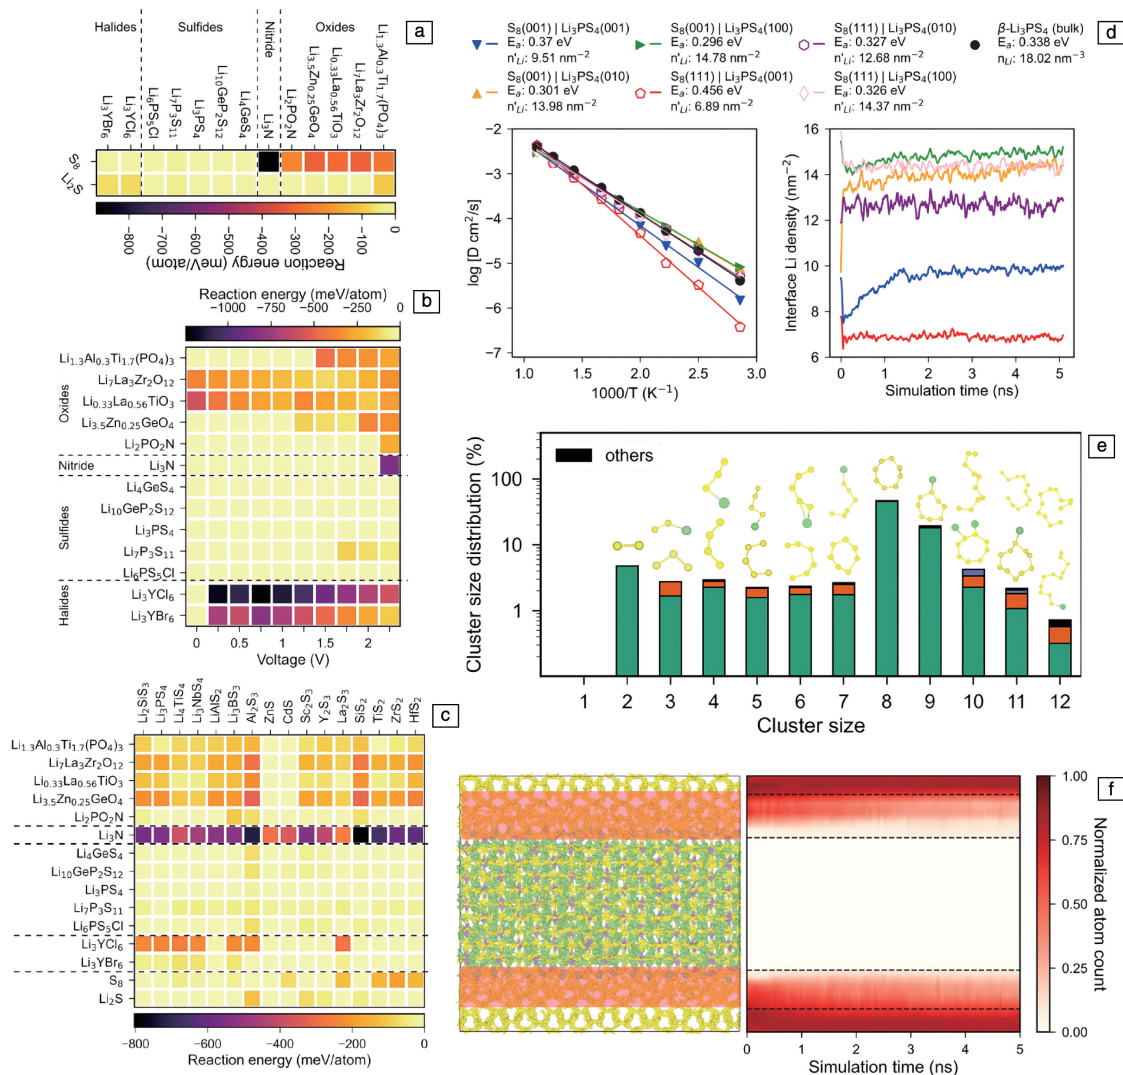 a
Halides
Sulfides
Nitride
Oxides
Li3YBr6
Li3YCl6
Li6PS5Cl
Li7P3S11
Li3PS4
Li10GeP2S12
Li4GeS4
Li3N
Li2PO2N
Li3.5Zn0.25GeO4
Li0.33La0.56TiO3
Li7La3Zr2O12
Li1.3Al0.3Ti1.7(PO4)3
S8
Li2S
−800 −700 −600 −500 −400 −300 −200 −100 0
Reaction energy (meV/atom)
b
Reaction energy (meV/atom)
−1000 −750 −500 −250 0
Oxides
Li1.3Al0.3Ti1.7(PO4)3
Li7La3Zr2O12
Li0.33La0.56TiO3
Li3.5Zn0.25GeO4
Li2PO2N
Nitride
Li3N
Sulfides
Li4GeS4
Li10GeP2S12
Li3PS4
Li7P3S11
Li6PS5Cl
Halides
Li3YCl6
Li3YBr6
0 0.5 1 1.5 2
Voltage (V)
c
Li2SiS3
Li3PS4
Li4TiS4
Li3NbS4
LiAlS2
Li3BS3
Al2S3
ZnS
CdS
Sc2S3
Y2S3
La2S3
SiS2
TiS2
ZrS2
HfS2
Li1.3Al0.3Ti1.7(PO4)3
Li7La3Zr2O12
Li0.33La0.56TiO3
Li3.5Zn0.25GeO4
Li2PO2N
Li3N
Li4GeS4
Li10GeP2S12
Li3PS4
Li7P3S11
Li6PS5Cl
Li3YCl6
Li3YBr6
S8
Li2S
−800 −600 −400 −200 0
Reaction energy (meV/atom)
d
S8(001) | Li3PS4(001)
Ea: 0.37 eV
n'Li: 9.51 nm−2
S8(001) | Li3PS4(100)
Ea: 0.296 eV
n'Li: 14.78 nm−2
S8(111) | Li3PS4(010)
Ea: 0.327 eV
n'Li: 12.68 nm−2
β-Li3PS4 (bulk)
Ea: 0.338 eV
nLi: 18.02 nm−3
S8(001) | Li3PS4(010)
Ea: 0.301 eV
n'Li: 13.98 nm−2
S8(111) | Li3PS4(001)
Ea: 0.456 eV
n'Li: 6.89 nm−2
S8(111) | Li3PS4(100)
Ea: 0.326 eV
n'Li: 14.37 nm−2
log [D cm2/s]
−2
−3
−4
−5
−6
−7
1.0 1.5 2.0 2.5 3.0
1000/T (K−1)
Interface Li density (nm−2)
16
14
12
10
8
6
0 1 2 3 4 5
Simulation time (ns)
e
others
Cluster size distribution (%)
100
10
1
1 2 3 4 5 6 7 8 9 10 11 12
Cluster size
f
0 1 2 3 4 5
Simulation time (ns)
1.00
0.75
0.50
0.25
0.00
Normalized atom count